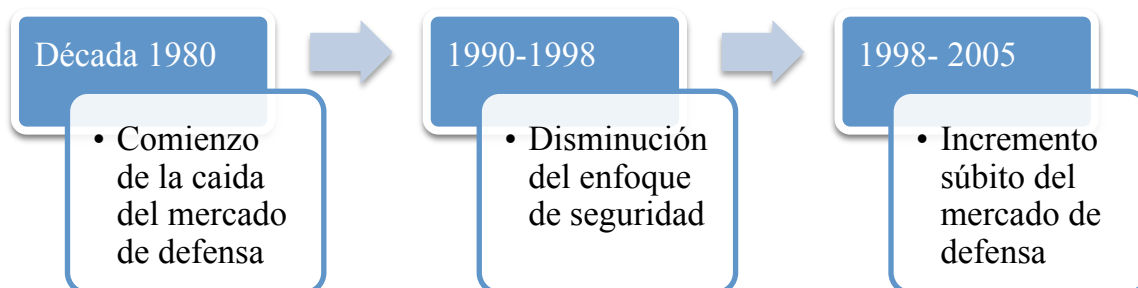 Década 1980
• Comienzo
de la caida
del mercado
de defensa
1990-1998
• Disminución
del enfoque
de seguridad
1998- 2005
• Incremento
súbito del
mercado de
defensa